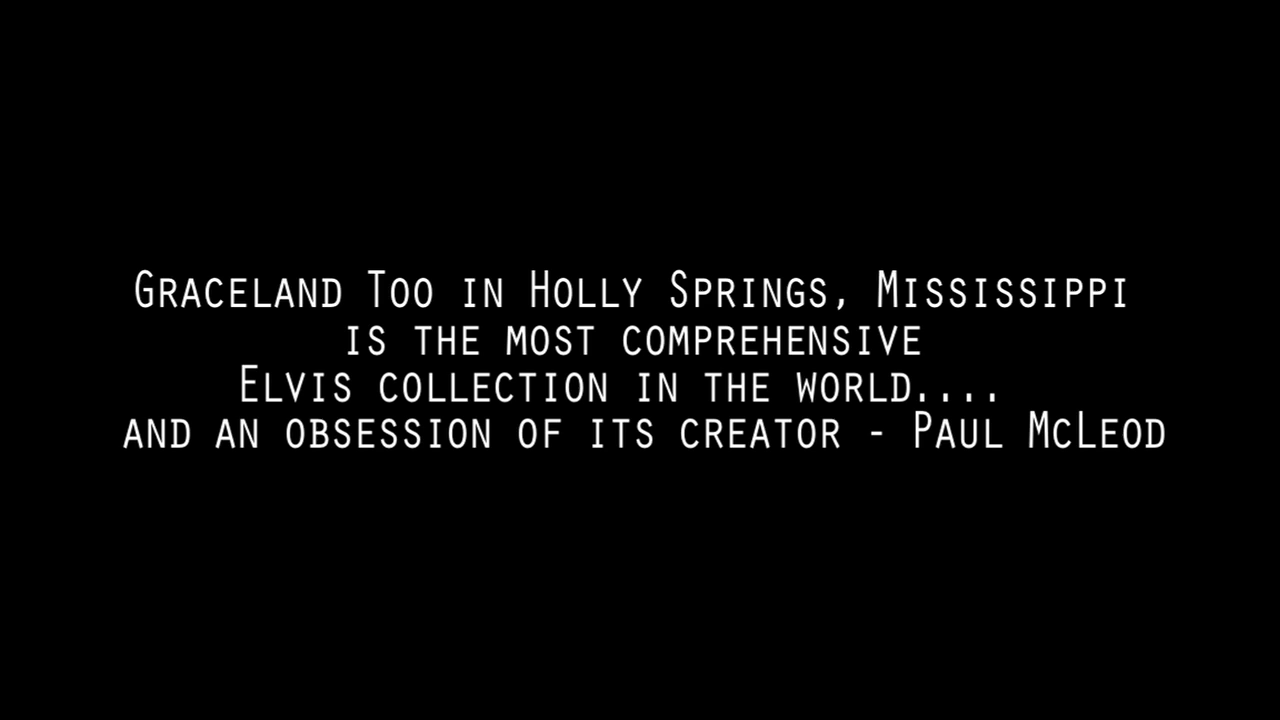 Graceland Too in Holly Springs, Mississippi
is the most comprehensive
Elvis collection in the world....
and an obsession of its creator - Paul McLeod